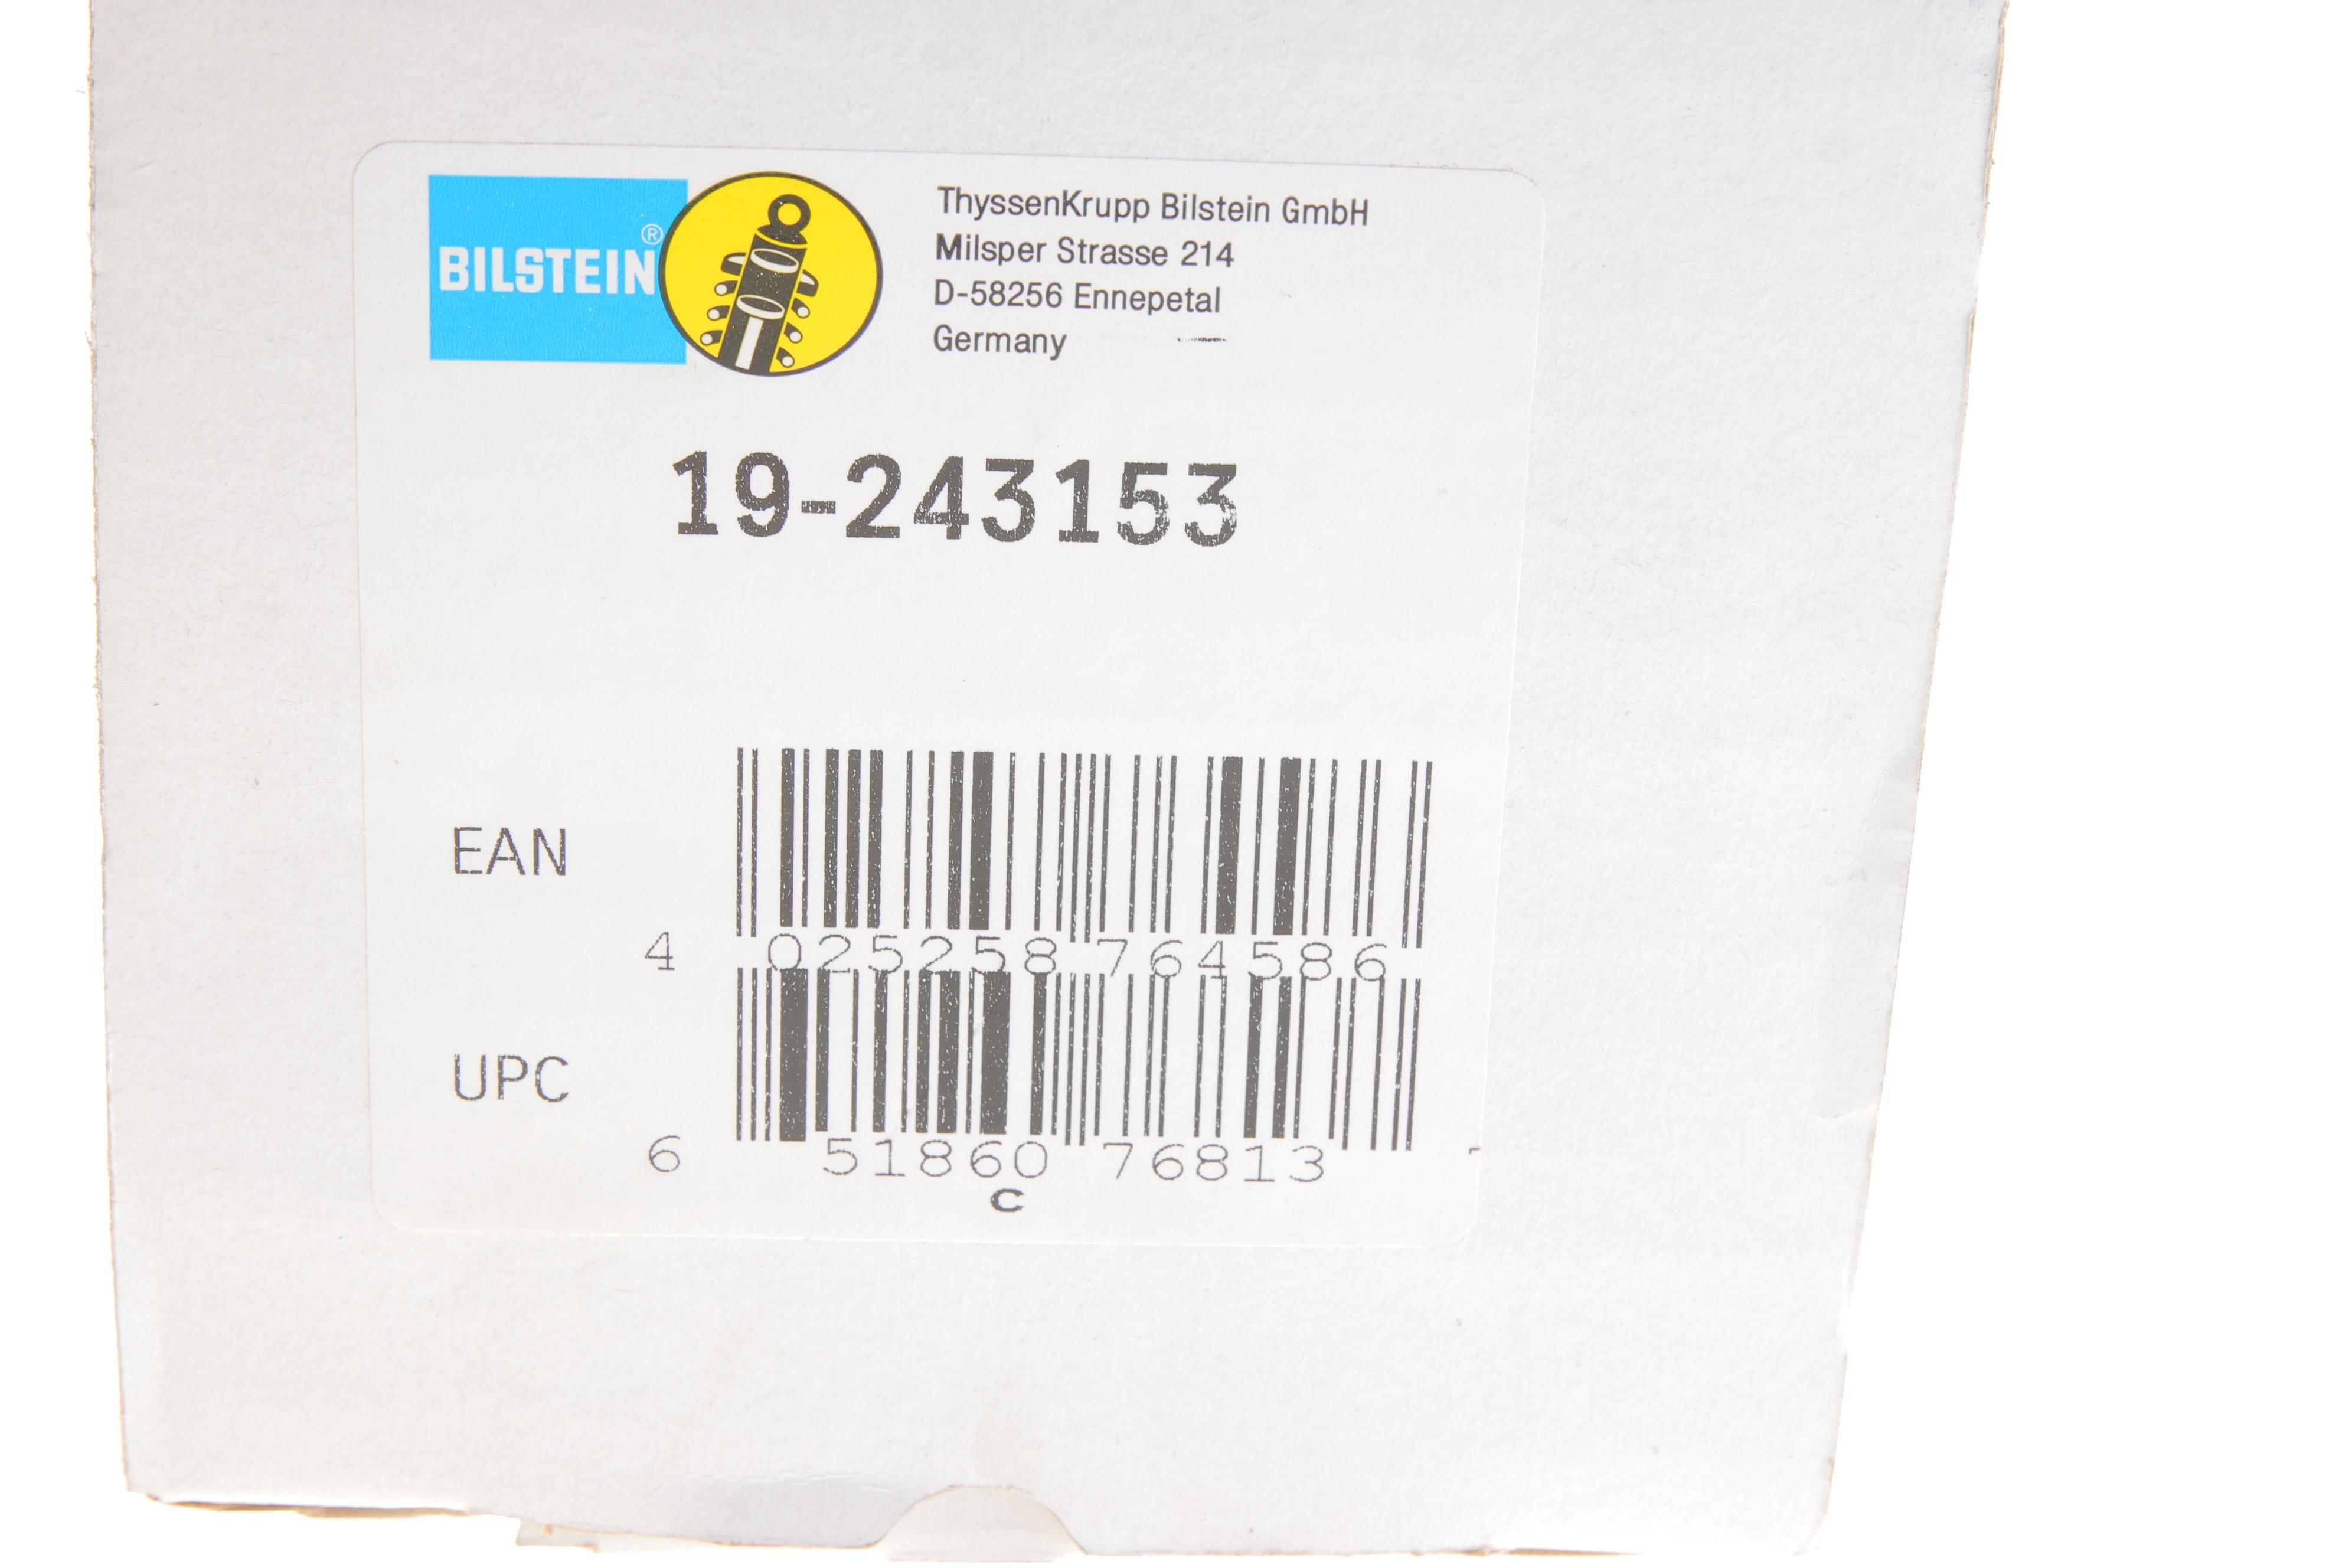 BILSTEIN®
ThyssenKrupp Bilstein GmbH
Milsper Strasse 214
D-58256 Ennepetal
Germany
19-243153
EAN
4 025258 764586
UPC
6 51860 76813
C